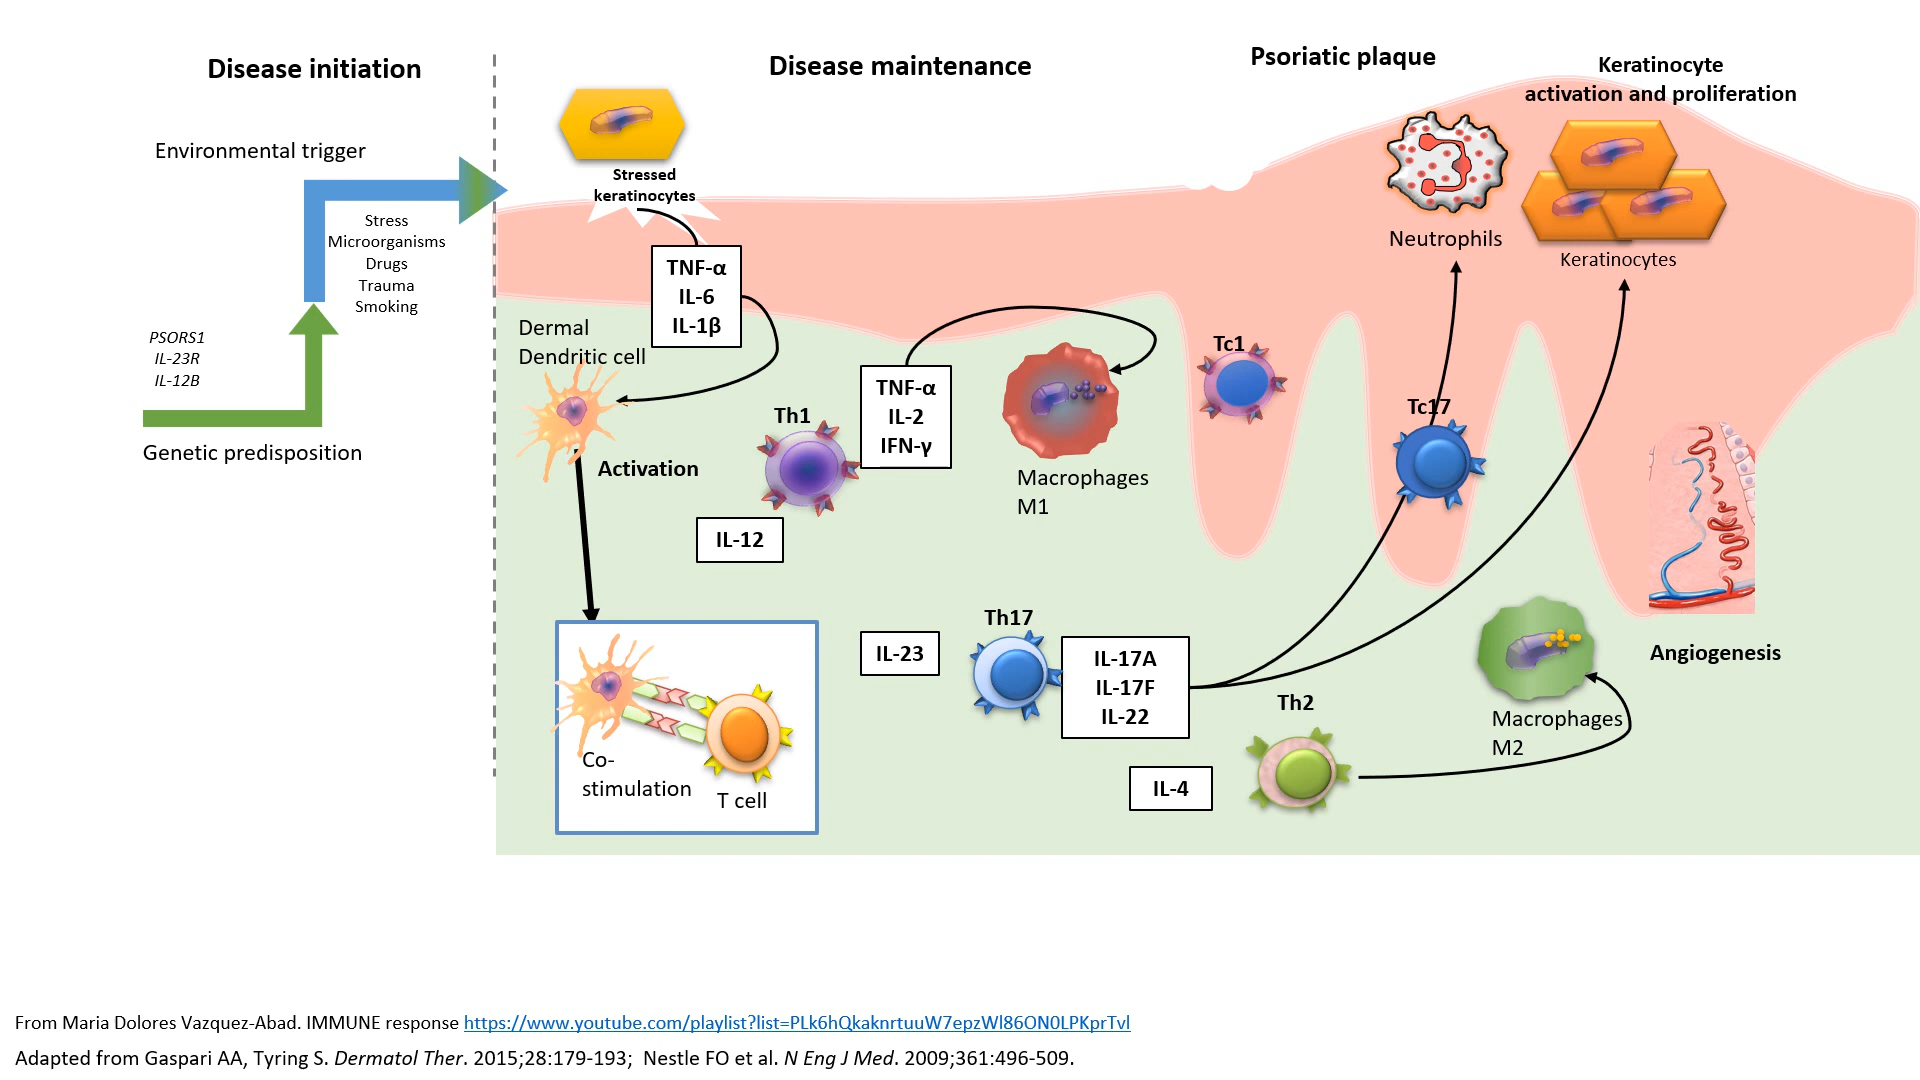 Disease initiation
Environmental trigger
Stress
Microorganisms
Drugs
Trauma
Smoking
PSORS1
IL-23R
IL-12B
Genetic predisposition
Disease maintenance
Stressed
keratinocytes
TNF-α
IL-6
IL-1β
Dermal
Dendritic cell
Activation
Co-
stimulation
T cell
Th1
IL-12
TNF-α
IL-2
IFN-γ
Macrophages
M1
IL-23
Th17
IL-17A
IL-17F
IL-22
IL-4
Th2
Psoriatic plaque
Keratinocyte
activation and proliferation
Neutrophils
Keratinocytes
Tc1
Tc17
Macrophages
M2
Angiogenesis
From Maria Dolores Vazquez-Abad. IMMUNE response https://www.youtube.com/playlist?list=PLk6hQkaknrtuuW7epzWl86ON0LPKprTvl
Adapted from Gaspari AA, Tyring S. Dermatol Ther. 2015;28:179-193; Nestle FO et al. N Eng J Med. 2009;361:496-509.